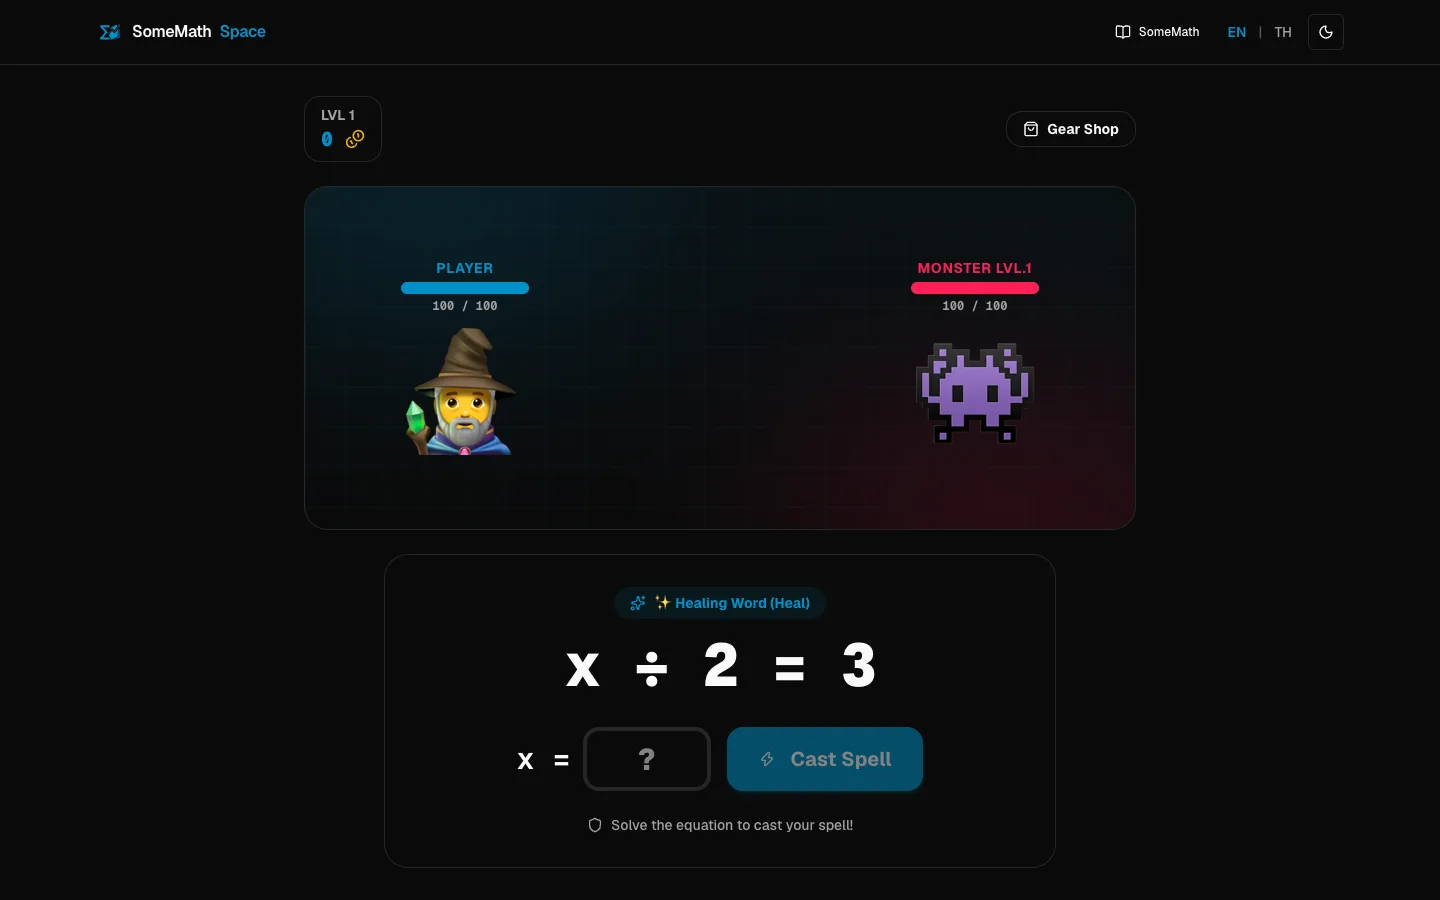 SomeMath Space
SomeMath
EN | TH
LVL 1
0
Gear Shop
PLAYER
100 / 100
MONSTER LVL.1
100 / 100
✨ Healing Word (Heal)
x ÷ 2 = 3
x = ?
Cast Spell
Solve the equation to cast your spell!